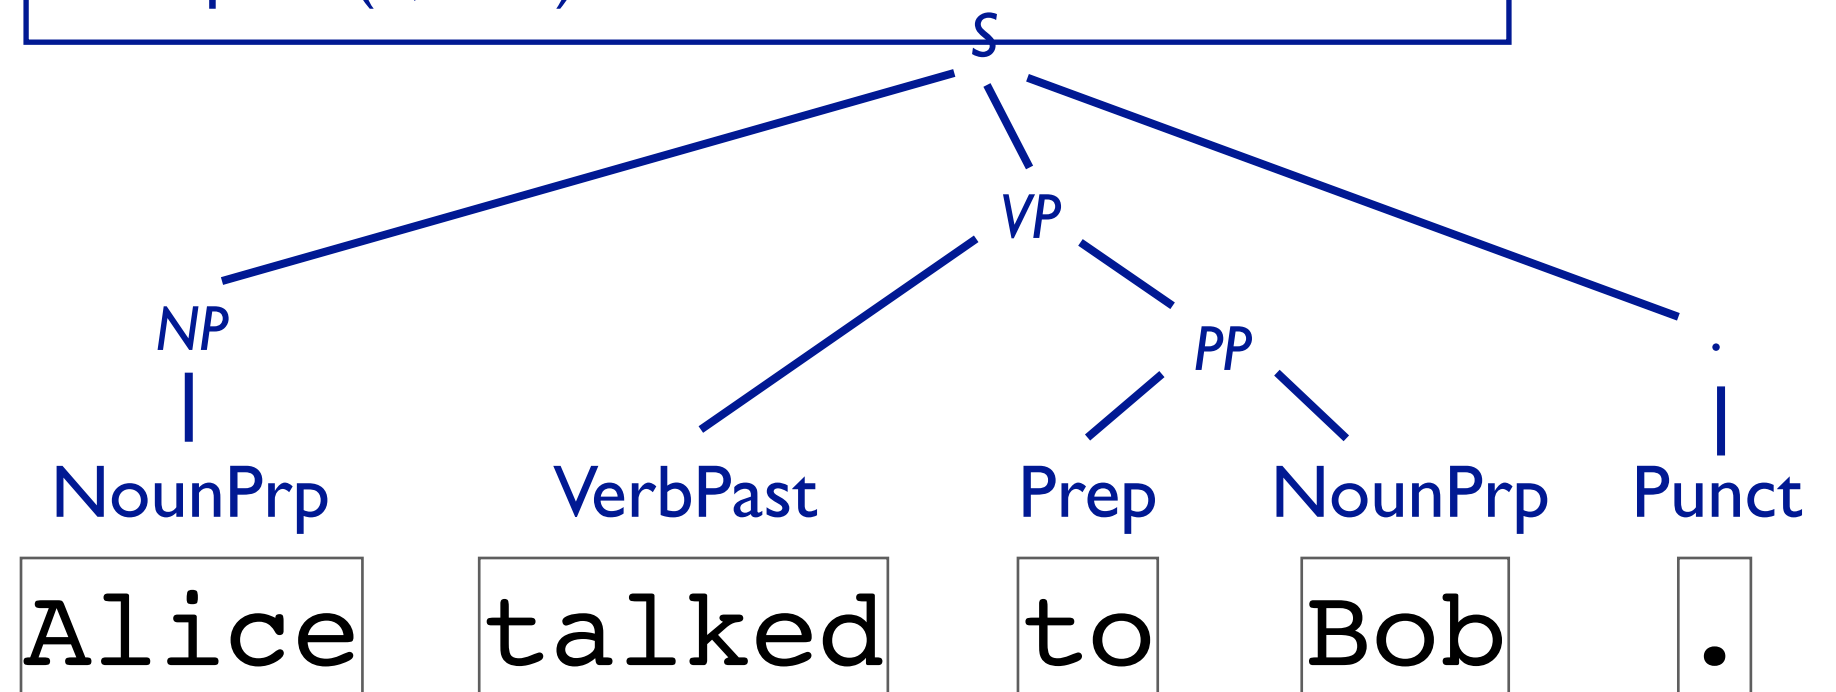 S
VP
NP
PP
.
NounPrp VerbPast Prep NounPrp Punct
Alice talked to Bob .